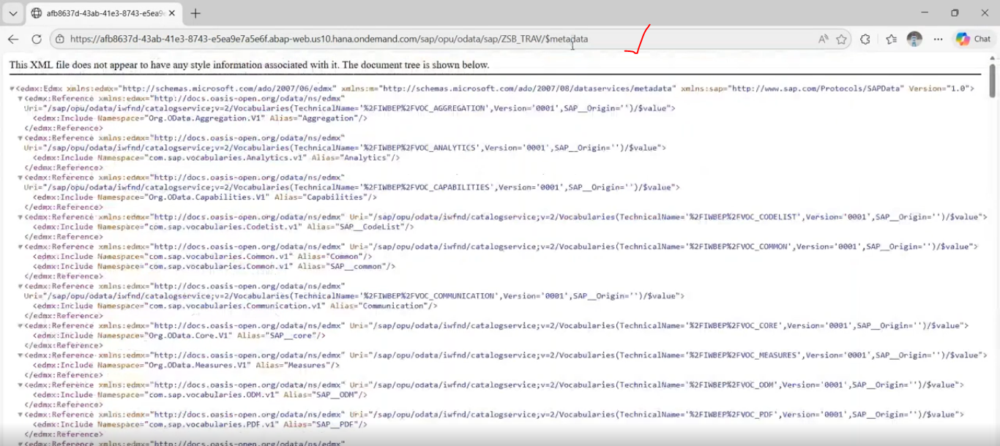 afb8637d-43ab-41e3-8743-e5ea9e
https://afb8637d-43ab-41e3-8743-e5ea9e7a5e6f.abap-web.us10.hana.ondemand.com/sap/opu/odata/sap/ZSB_TRAV/$metadata
Chat
This XML file does not appear to have any style information associated with it. The document tree is shown below.
▼<edmx:Edmx xmlns:edmx="http://schemas.microsoft.com/ado/2007/06/edmx" xmlns:m="http://schemas.microsoft.com/ado/2007/08/dataservices/metadata" xmlns:sap="http://www.sap.com/Protocols/SAPData" Version="1.0">
▼<edmx:Reference xmlns:edmx="http://docs.oasis-open.org/odata/ns/edmx"
Uri="/sap/opu/odata/iwfnd/catalogservice;v=2/Vocabularies(TechnicalName='%2FIWBEP%2FVOC_AGGREGATION',Version='0001',SAP__Origin='')/$value">
<edmx:Include Namespace="Org.OData.Aggregation.V1" Alias="Aggregation"/>
</edmx:Reference>
▼<edmx:Reference xmlns:edmx="http://docs.oasis-open.org/odata/ns/edmx"
Uri="/sap/opu/odata/iwfnd/catalogservice;v=2/Vocabularies(TechnicalName='%2FIWBEP%2FVOC_ANALYTICS',Version='0001',SAP__Origin='')/$value">
<edmx:Include Namespace="com.sap.vocabularies.Analytics.v1" Alias="Analytics"/>
</edmx:Reference>
▼<edmx:Reference xmlns:edmx="http://docs.oasis-open.org/odata/ns/edmx"
Uri="/sap/opu/odata/iwfnd/catalogservice;v=2/Vocabularies(TechnicalName='%2FIWBEP%2FVOC_CAPABILITIES',Version='0001',SAP__Origin='')/$value">
<edmx:Include Namespace="Org.OData.Capabilities.V1" Alias="Capabilities"/>
</edmx:Reference>
▼<edmx:Reference xmlns:edmx="http://docs.oasis-open.org/odata/ns/edmx" Uri="/sap/opu/odata/iwfnd/catalogservice;v=2/Vocabularies(TechnicalName='%2FIWBEP%2FVOC_CODELIST',Version='0001',SAP__Origin='')/$value">
<edmx:Include Namespace="com.sap.vocabularies.CodeList.v1" Alias="SAP__CodeList"/>
</edmx:Reference>
▼<edmx:Reference xmlns:edmx="http://docs.oasis-open.org/odata/ns/edmx" Uri="/sap/opu/odata/iwfnd/catalogservice;v=2/Vocabularies(TechnicalName='%2FIWBEP%2FVOC_COMMON',Version='0001',SAP__Origin='')/$value">
<edmx:Include Namespace="com.sap.vocabularies.Common.v1" Alias="Common"/>
<edmx:Include Namespace="com.sap.vocabularies.Common.v1" Alias="SAP__common"/>
</edmx:Reference>
▼<edmx:Reference xmlns:edmx="http://docs.oasis-open.org/odata/ns/edmx"
Uri="/sap/opu/odata/iwfnd/catalogservice;v=2/Vocabularies(TechnicalName='%2FIWBEP%2FVOC_COMMUNICATION',Version='0001',SAP__Origin='')/$value">
<edmx:Include Namespace="com.sap.vocabularies.Communication.v1" Alias="Communication"/>
</edmx:Reference>
▼<edmx:Reference xmlns:edmx="http://docs.oasis-open.org/odata/ns/edmx" Uri="/sap/opu/odata/iwfnd/catalogservice;v=2/Vocabularies(TechnicalName='%2FIWBEP%2FVOC_CORE',Version='0001',SAP__Origin='')/$value">
<edmx:Include Namespace="Org.OData.Core.V1" Alias="SAP__core"/>
</edmx:Reference>
▼<edmx:Reference xmlns:edmx="http://docs.oasis-open.org/odata/ns/edmx" Uri="/sap/opu/odata/iwfnd/catalogservice;v=2/Vocabularies(TechnicalName='%2FIWBEP%2FVOC_MEASURES',Version='0001',SAP__Origin='')/$value">
<edmx:Include Namespace="Org.OData.Measures.V1" Alias="Measures"/>
</edmx:Reference>
▼<edmx:Reference xmlns:edmx="http://docs.oasis-open.org/odata/ns/edmx" Uri="/sap/opu/odata/iwfnd/catalogservice;v=2/Vocabularies(TechnicalName='%2FIWBEP%2FVOC_ODM',Version='0001',SAP__Origin='')/$value">
<edmx:Include Namespace="com.sap.vocabularies.ODM.v1" Alias="SAP__ODM"/>
</edmx:Reference>
▼<edmx:Reference xmlns:edmx="http://docs.oasis-open.org/odata/ns/edmx" Uri="/sap/opu/odata/iwfnd/catalogservice;v=2/Vocabularies(TechnicalName='%2FIWBEP%2FVOC_PDF',Version='0001',SAP__Origin='')/$value">
<edmx:Include Namespace="com.sap.vocabularies.PDF.v1" Alias="SAP__PDF"/>
</edmx:Reference>